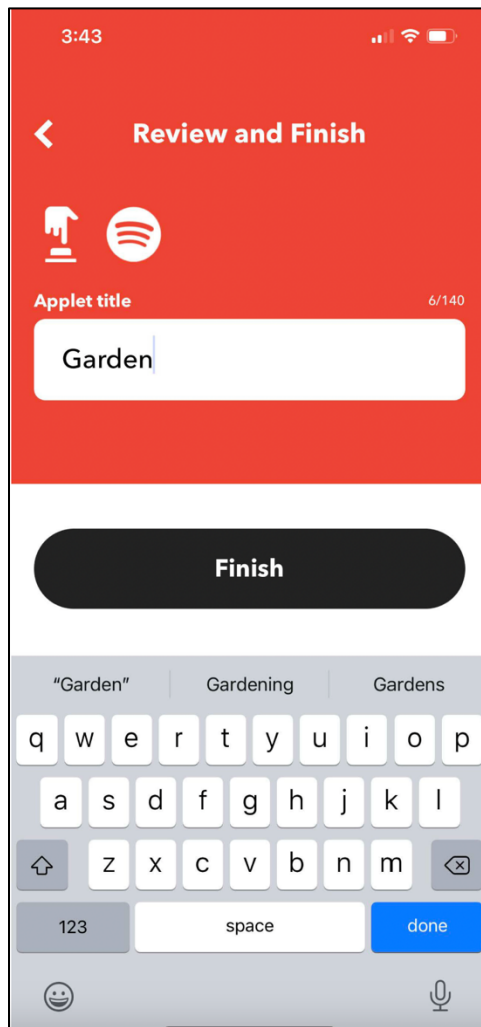 3:43
Review and Finish
Applet title 6/140
Garden
Finish
“Garden” Gardening Gardens
q w e r t y u i o p
a s d f g h j k l
z x c v b n m
123 space done